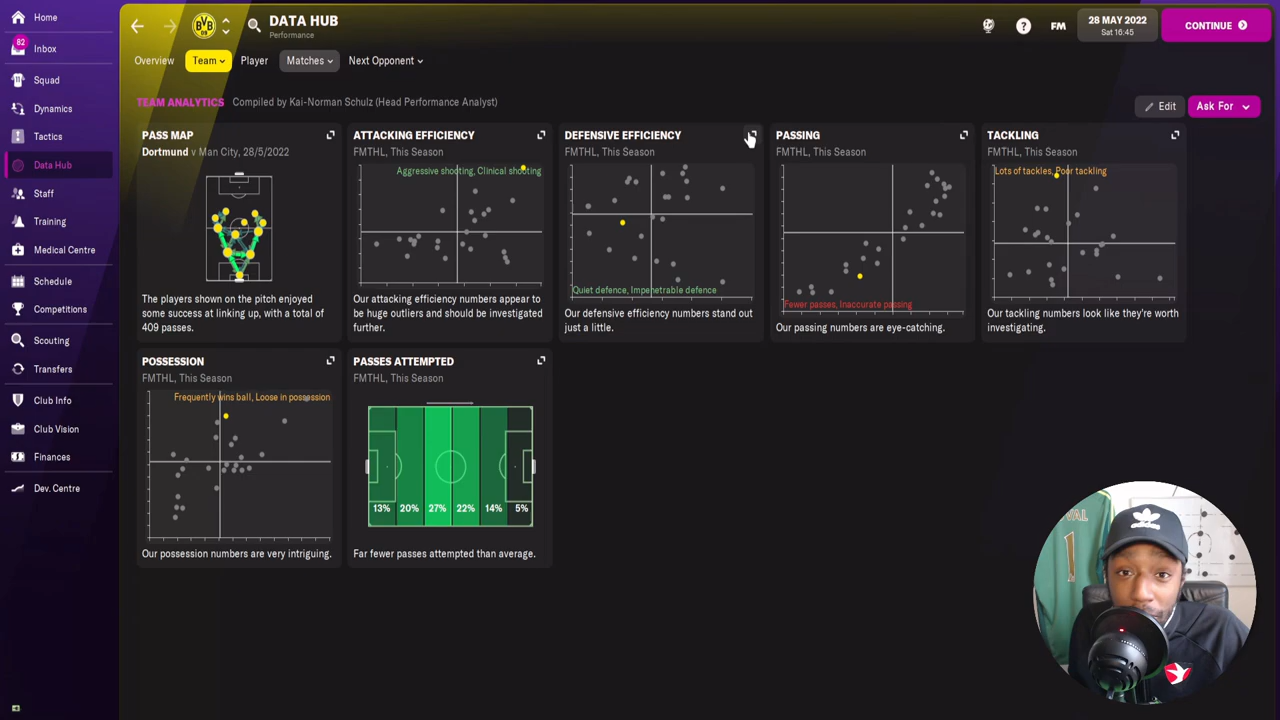 Home
82
Inbox
Squad
Dynamics
Tactics
Data Hub
Staff
Training
Medical Centre
Schedule
Competitions
Scouting
Transfers
Club Info
Club Vision
Finances
Dev. Centre
BVB
09
DATA HUB
Performance
FM
28 MAY 2022
Sat 16:45
CONTINUE
Overview
Team
Player
Matches
Next Opponent
TEAM ANALYTICS Compiled by Kai-Norman Schulz (Head Performance Analyst)
Edit
Ask For
PASS MAP
Dortmund v Man City, 28/5/2022
The players shown on the pitch enjoyed
some success at linking up, with a total of
409 passes.
ATTACKING EFFICIENCY
FMTHL, This Season
Aggressive shooting, Clinical shooting
Our attacking efficiency numbers appear to
be huge outliers and should be investigated
further.
DEFENSIVE EFFICIENCY
FMTHL, This Season
Quiet defence, Impenetrable defence
Our defensive efficiency numbers stand out
just a little.
PASSING
FMTHL, This Season
Fewer passes, Inaccurate passing
Our passing numbers are eye-catching.
TACKLING
FMTHL, This Season
Lots of tackles, Poor tackling
Our tackling numbers look like they're worth
investigating.
POSSESSION
FMTHL, This Season
Frequently wins ball, Loose in possession
Our possession numbers are very intriguing.
PASSES ATTEMPTED
FMTHL, This Season
13% 20% 27% 22% 14% 5%
Far fewer passes attempted than average.